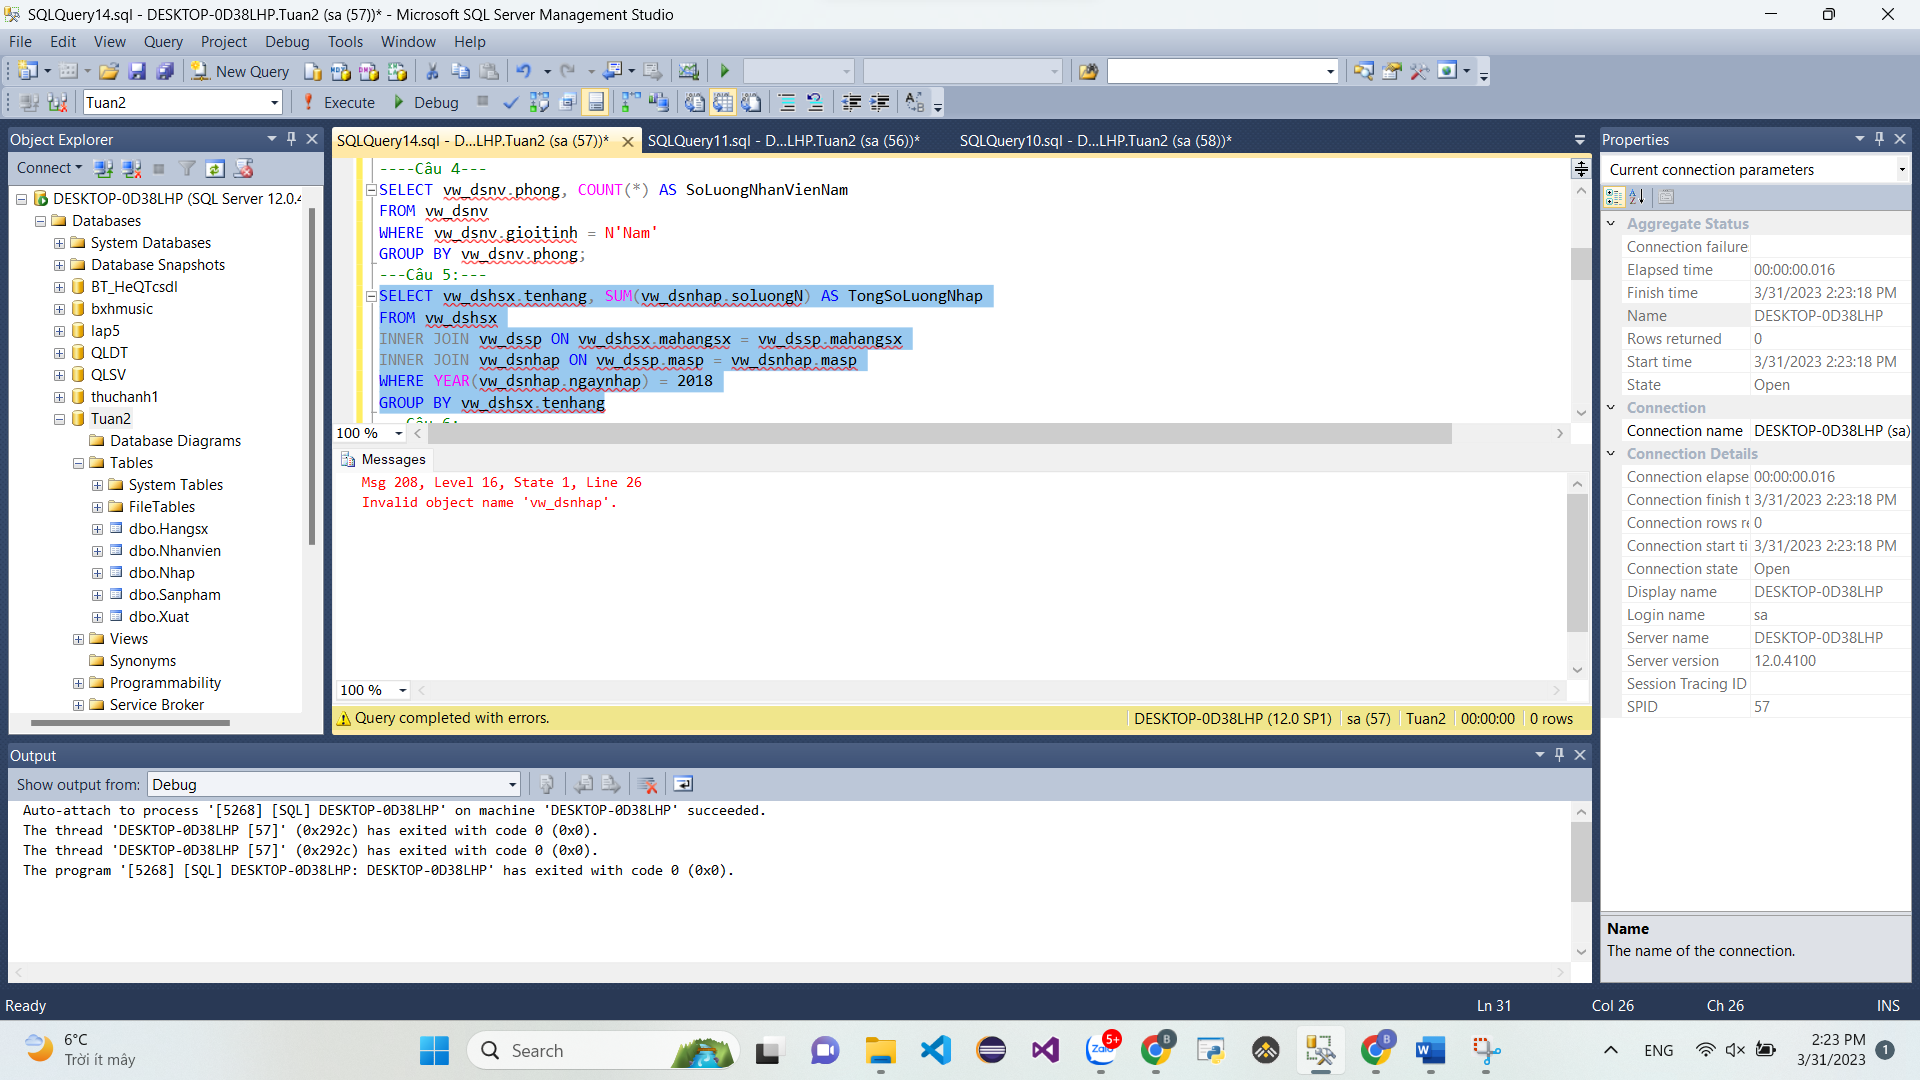 SQLQuery14.sql - DESKTOP-0D38LHP.Tuan2 (sa (57))* - Microsoft SQL Server Management Studio
File Edit View Query Project Debug Tools Window Help
New Query
Tuan2 Execute Debug
Object Explorer
Connect
DESKTOP-0D38LHP (SQL Server 12.0.4
Databases
System Databases
Database Snapshots
BT_HeQTcsdl
bxhmusic
lap5
QLDT
QLSV
thuchanh1
Tuan2
Database Diagrams
Tables
System Tables
FileTables
dbo.Hangsx
dbo.Nhanvien
dbo.Nhap
dbo.Sanpham
dbo.Xuat
Views
Synonyms
Programmability
Service Broker
SQLQuery14.sql - D...LHP.Tuan2 (sa (57))* SQLQuery11.sql - D...LHP.Tuan2 (sa (56))* SQLQuery10.sql - D...LHP.Tuan2 (sa (58))*
----Câu 4---
SELECT vw_dsnv.phong, COUNT(*) AS SoLuongNhanVienNam
FROM vw_dsnv
WHERE vw_dsnv.gioitinh = N'Nam'
GROUP BY vw_dsnv.phong;
---Câu 5:---
SELECT vw_dshsx.tenhang, SUM(vw_dsnhap.soluongN) AS TongSoLuongNhap
FROM vw_dshsx
INNER JOIN vw_dssp ON vw_dshsx.mahangsx = vw_dssp.mahangsx
INNER JOIN vw_dsnhap ON vw_dssp.masp = vw_dsnhap.masp
WHERE YEAR(vw_dsnhap.ngaynhap) = 2018
GROUP BY vw_dshsx.tenhang
100 %
Messages
Msg 208, Level 16, State 1, Line 26
Invalid object name 'vw_dsnhap'.
100 %
Query completed with errors. DESKTOP-0D38LHP (12.0 SP1) sa (57) Tuan2 00:00:00 0 rows
Properties
Current connection parameters
Aggregate Status
Connection failure
Elapsed time 00:00:00.016
Finish time 3/31/2023 2:23:18 PM
Name DESKTOP-0D38LHP
Rows returned 0
Start time 3/31/2023 2:23:18 PM
State Open
Connection
Connection name DESKTOP-0D38LHP (sa)
Connection Details
Connection elapse 00:00:00.016
Connection finish t 3/31/2023 2:23:18 PM
Connection rows re 0
Connection start ti 3/31/2023 2:23:18 PM
Connection state Open
Display name DESKTOP-0D38LHP
Login name sa
Server name DESKTOP-0D38LHP
Server version 12.0.4100
Session Tracing ID
SPID 57
Name
The name of the connection.
Output
Show output from: Debug
Auto-attach to process '[5268] [SQL] DESKTOP-0D38LHP' on machine 'DESKTOP-0D38LHP' succeeded.
The thread 'DESKTOP-0D38LHP [57]' (0x292c) has exited with code 0 (0x0).
The thread 'DESKTOP-0D38LHP [57]' (0x292c) has exited with code 0 (0x0).
The program '[5268] [SQL] DESKTOP-0D38LHP: DESKTOP-0D38LHP' has exited with code 0 (0x0).
Ready Ln 31 Col 26 Ch 26 INS
6°C
Trời ít mây
Search
Zalo 5+
ENG
2:23 PM
3/31/2023
1